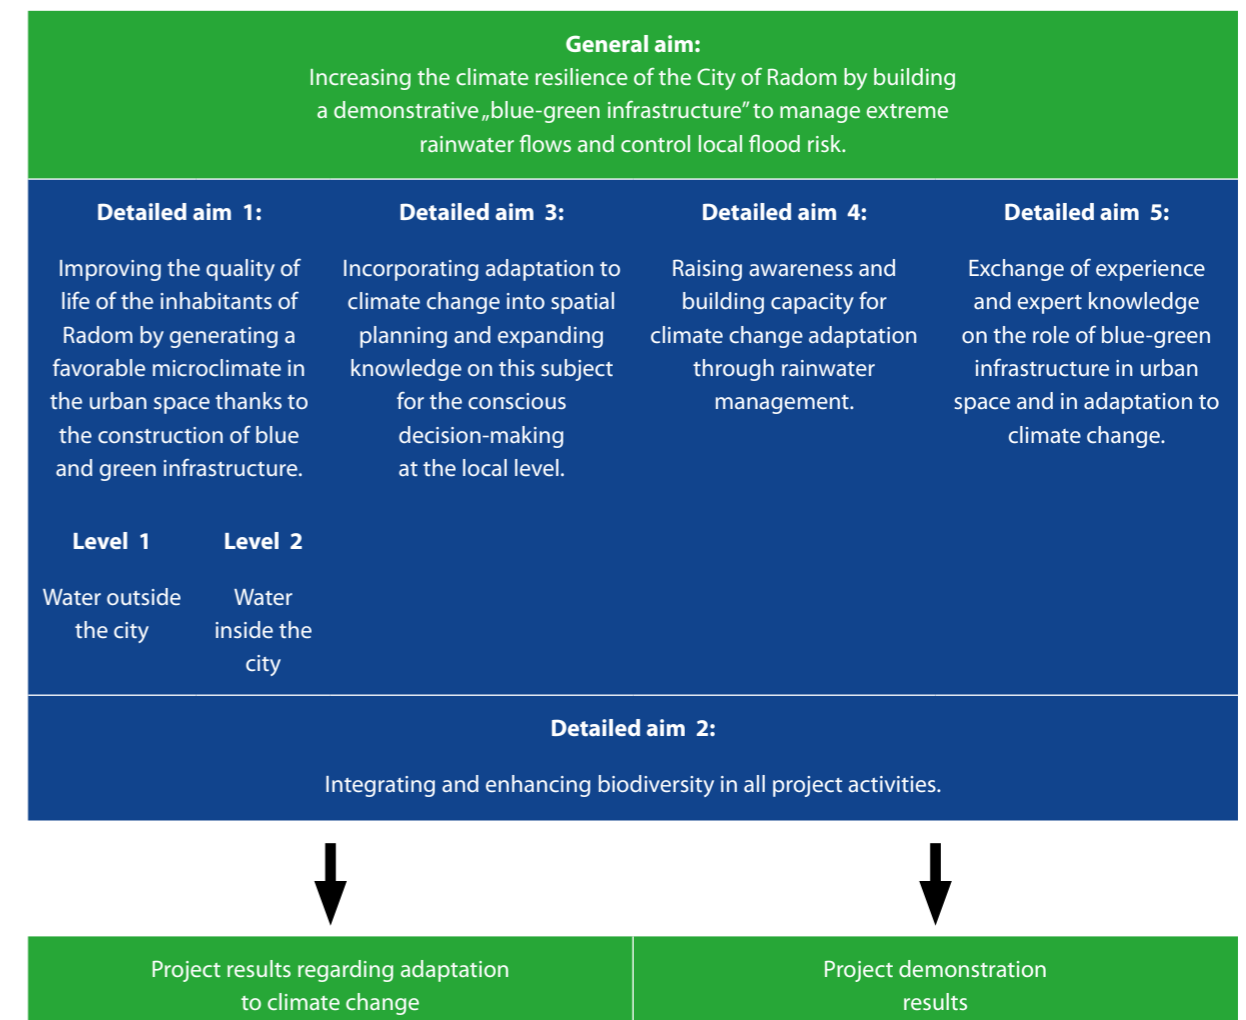 General aim:
Increasing the climate resilience of the City of Radom by building
a demonstrative „blue-green infrastructure” to manage extreme
rainwater flows and control local flood risk.
Detailed aim 1:
Improving the quality of
life of the inhabitants of
Radom by generating a
favorable microclimate in
the urban space thanks to
the construction of blue
and green infrastructure.
Level 1
Water outside
the city
Level 2
Water
inside the
city
Detailed aim 3:
Incorporating adaptation to
climate change into spatial
planning and expanding
knowledge on this subject
for the conscious
decision-making
at the local level.
Detailed aim 4:
Raising awareness and
building capacity for
climate change adaptation
through rainwater
management.
Detailed aim 5:
Exchange of experience
and expert knowledge
on the role of blue-green
infrastructure in urban
space and in adaptation to
climate change.
Detailed aim 2:
Integrating and enhancing biodiversity in all project activities.
Project results regarding adaptation
to climate change
Project demonstration
results